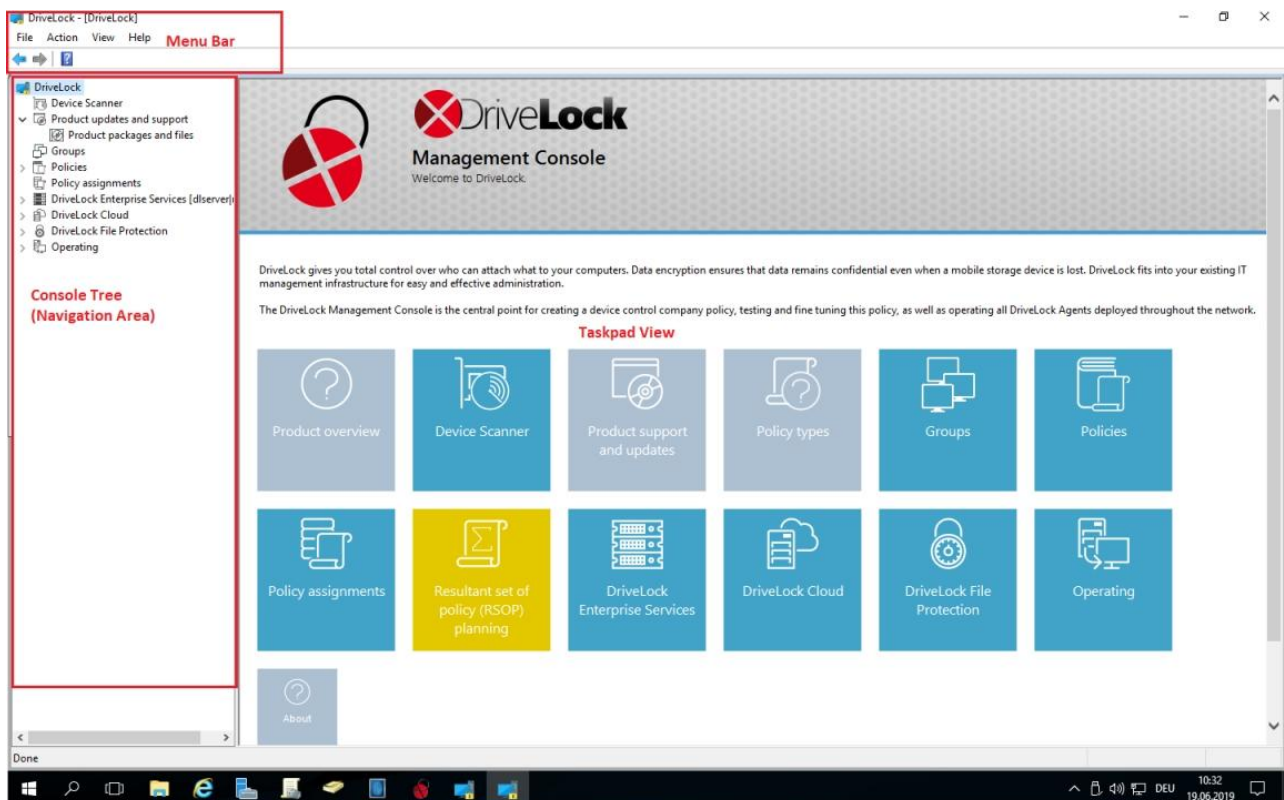 DriveLock - [DriveLock]
File Action View Help
Menu Bar
DriveLock
Device Scanner
Product updates and support
Product packages and files
Groups
Policies
Policy assignments
DriveLock Enterprise Services [dlserver
DriveLock Cloud
DriveLock File Protection
Operating
Console Tree
(Navigation Area)
DriveLock
Management Console
Welcome to DriveLock.
DriveLock gives you total control over who can attach what to your computers. Data encryption ensures that data remains confidential even when a mobile storage device is lost. DriveLock fits into your existing IT
management infrastructure for easy and effective administration.
The DriveLock Management Console is the central point for creating a device control company policy, testing and fine tuning this policy, as well as operating all DriveLock Agents deployed throughout the network.
Taskpad View
Product overview
Device Scanner
Product support
and updates
Policy types
Groups
Policies
Policy assignments
Resultant set of
policy (RSOP)
planning
DriveLock
Enterprise Services
DriveLock Cloud
DriveLock File
Protection
Operating
About
Done
DEU
10:32
19.06.2019